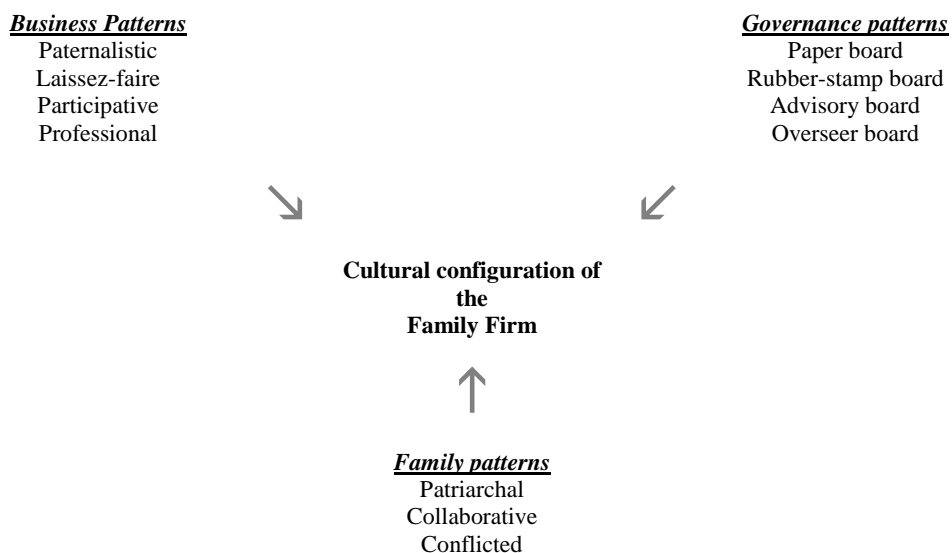 Business Patterns
Paternalistic
Laissez-faire
Participative
Professional
Governance patterns
Paper board
Rubber-stamp board
Advisory board
Overseer board
Cultural configuration of
the
Family Firm
Family patterns
Patriarchal
Collaborative
Conflicted